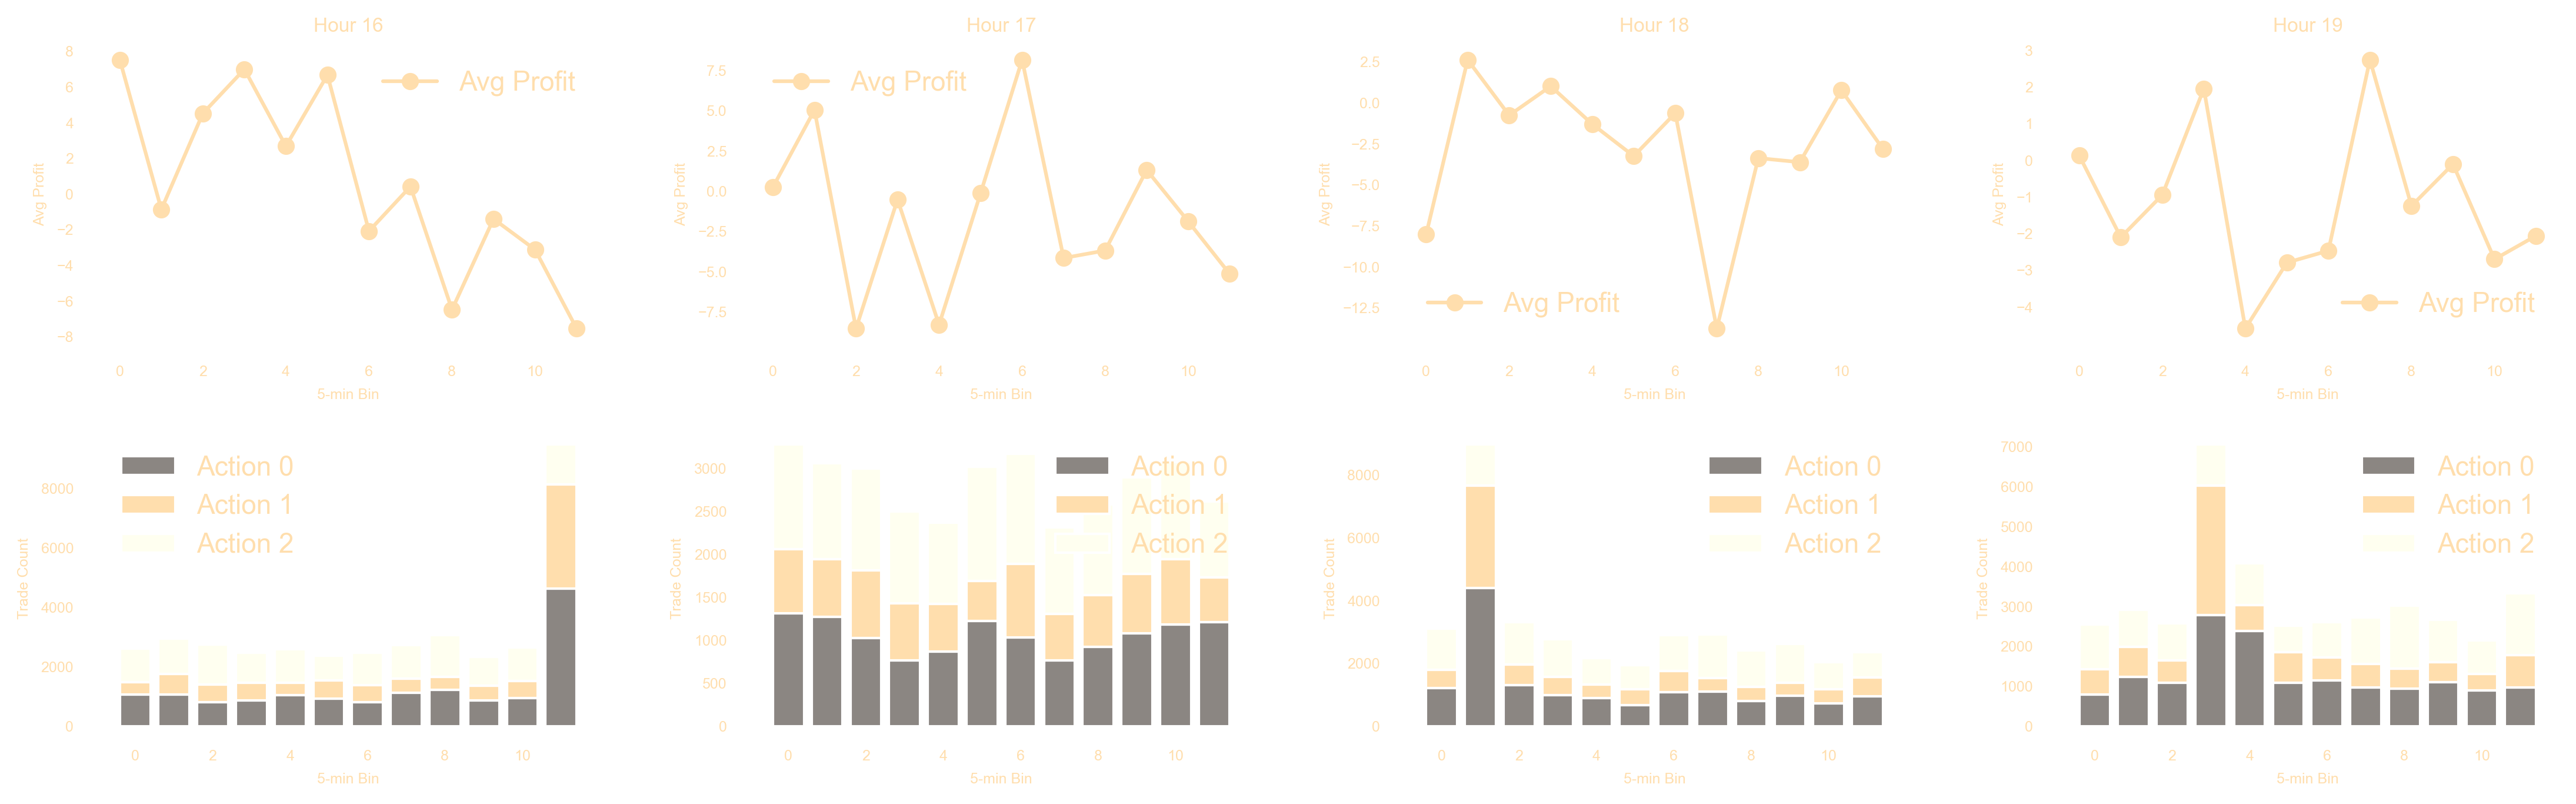 Hour 16
8
6
4
2
0
−2
−4
−6
−8
Avg Profit
Avg Profit
0 2 4 6 8 10
5-min Bin
Hour 17
7.5
5.0
2.5
0.0
−2.5
−5.0
−7.5
Avg Profit
Avg Profit
0 2 4 6 8 10
5-min Bin
Hour 18
2.5
0.0
−2.5
−5.0
−7.5
−10.0
−12.5
Avg Profit
Avg Profit
0 2 4 6 8 10
5-min Bin
Hour 19
3
2
1
0
−1
−2
−3
−4
Avg Profit
Avg Profit
0 2 4 6 8 10
5-min Bin
8000
6000
4000
2000
0
Trade Count
Action 0
Action 1
Action 2
0 2 4 6 8 10
5-min Bin
3000
2500
2000
1500
1000
500
0
Trade Count
Action 0
Action 1
Action 2
0 2 4 6 8 10
5-min Bin
8000
6000
4000
2000
0
Trade Count
Action 0
Action 1
Action 2
0 2 4 6 8 10
5-min Bin
7000
6000
5000
4000
3000
2000
1000
0
Trade Count
Action 0
Action 1
Action 2
0 2 4 6 8 10
5-min Bin